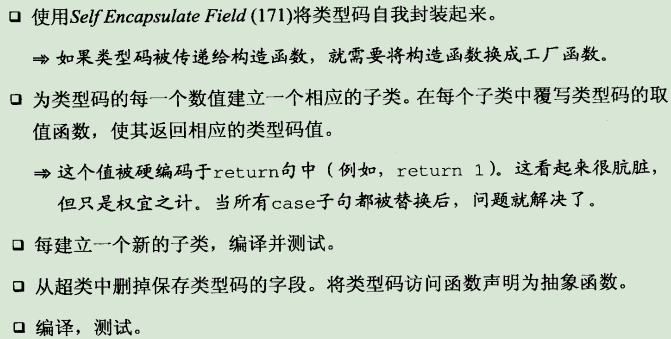 使用Self Encapsulate Field (171)将类型码自我封装起来。
⇒ 如果类型码被传递给构造函数，就需要将构造函数换成工厂函数。
为类型码的每一个数值建立一个相应的子类。在每个子类中覆写类型码的取
值函数，使其返回相应的类型码值。
⇒ 这个值被硬编码于return句中（例如，return 1）。这看起来很肮脏，
但只是权宜之计。当所有case子句都被替换后，问题就解决了。
每建立一个新的子类，编译并测试。
从超类中删掉保存类型码的字段。将类型码访问函数声明为抽象函数。
编译，测试。